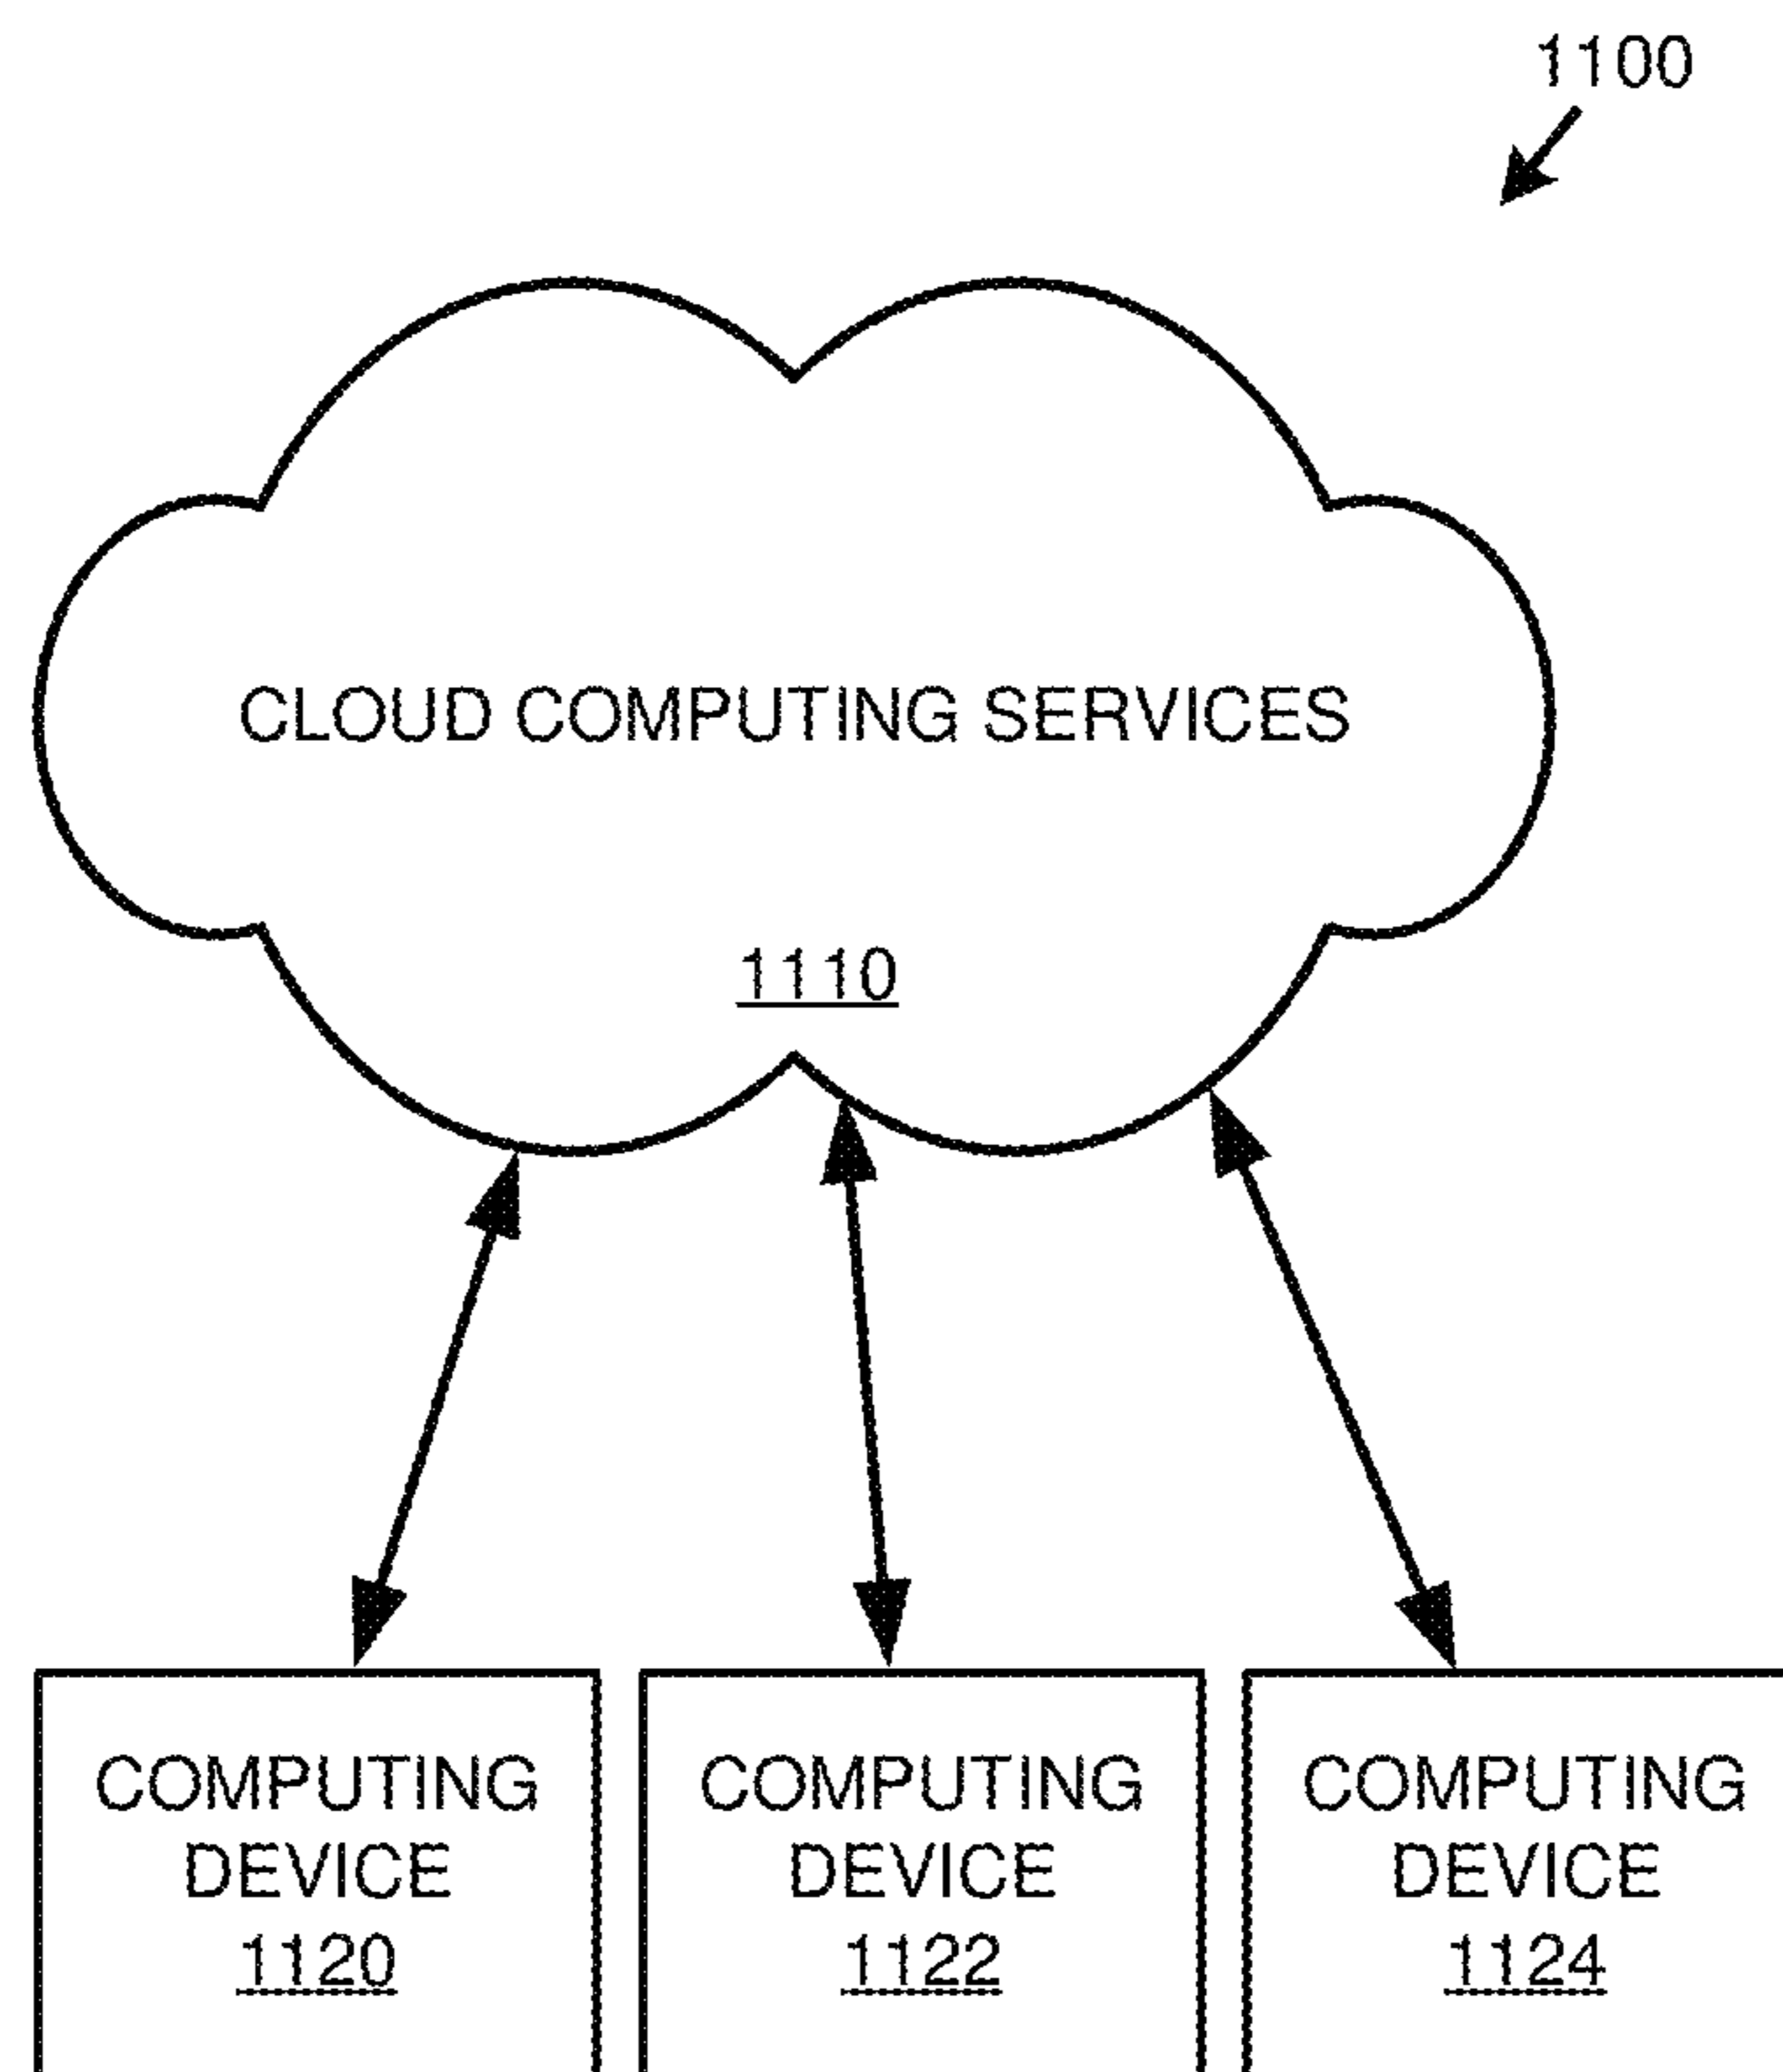 1100
CLOUD COMPUTING SERVICES
1110
COMPUTING
DEVICE
1120
COMPUTING
DEVICE
1122
COMPUTING
DEVICE
1124